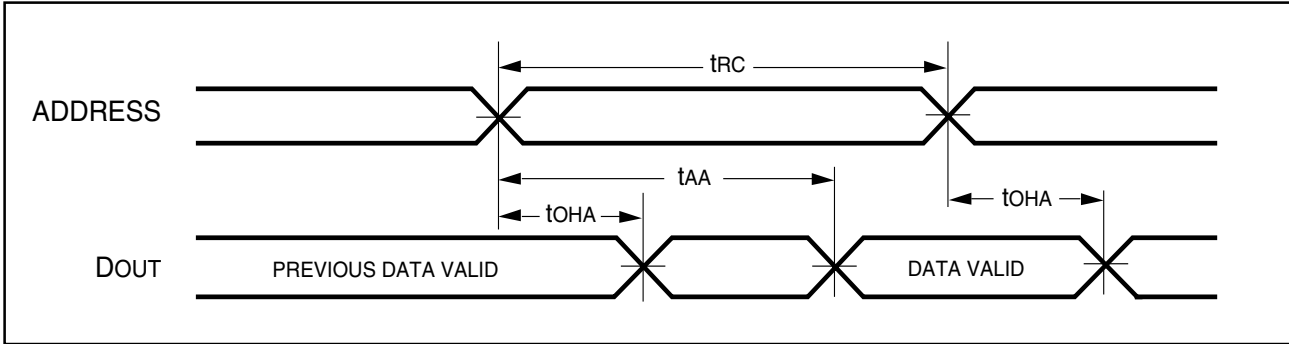 tRC
ADDRESS
tAA
tOHA
tOHA
DOUT
PREVIOUS DATA VALID
DATA VALID